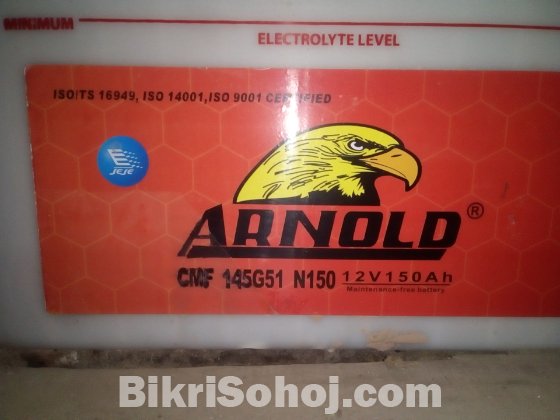 MINIMUM
ELECTROLYTE LEVEL
ISO/TS 16949, ISO 14001,ISO 9001 CERTIFIED
JEJE
ARNOLD®
CMF 145G51 N150 12V150Ah
Maintenance-free battery
BikriSohoj.com